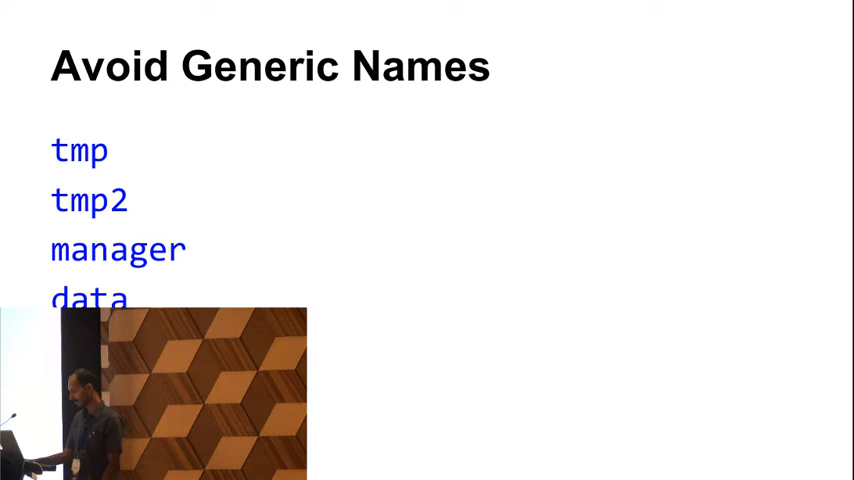 Avoid Generic Names
tmp
tmp2
manager
data